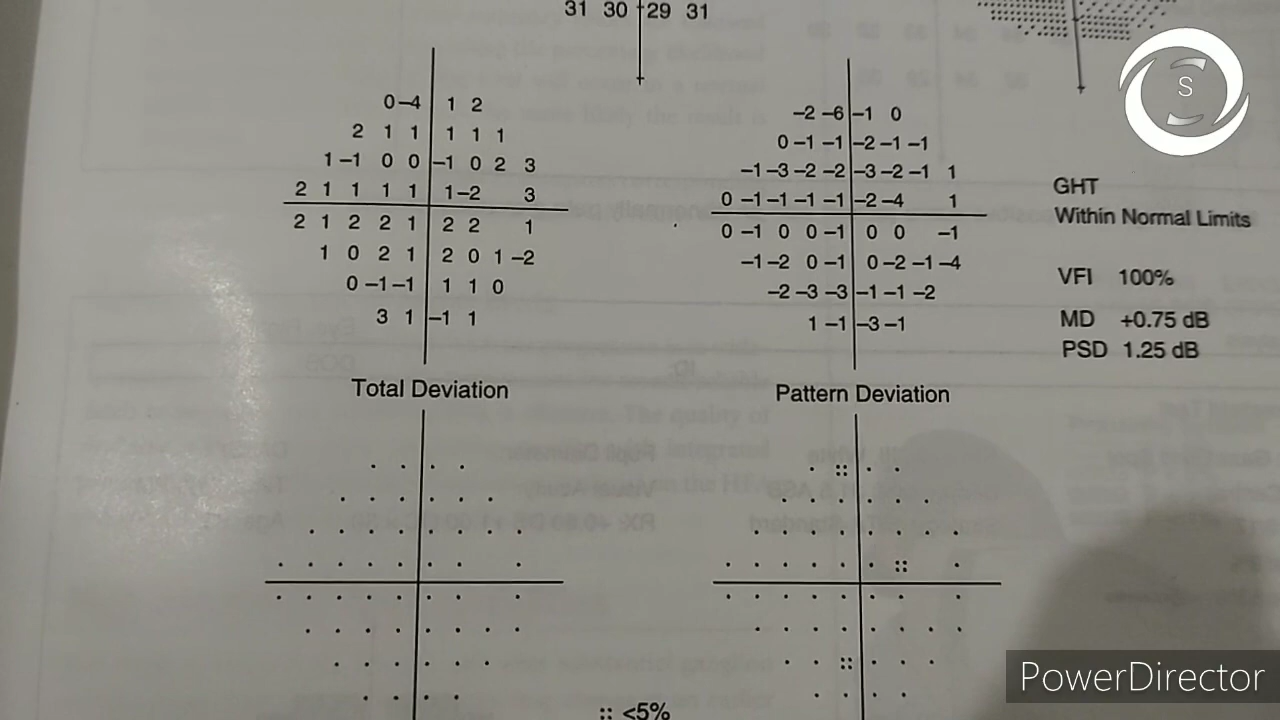 31 30 29 31
S
0 -4 1 2
2 1 1 1 1 1
1 -1 0 0 -1 0 2 3
2 1 1 1 1 1 -2 3
2 1 2 2 1 2 2 1
1 0 2 1 2 0 1 -2
0 -1 -1 1 1 0
3 1 -1 1
Total Deviation
-2 -6 -1 0
0 -1 -1 -2 -1 -1
-1 -3 -2 -2 -3 -2 -1 1
0 -1 -1 -1 -1 -2 -4 1
0 -1 0 0 -1 0 0 -1
-1 -2 0 -1 0 -2 -1 -4
-2 -3 -3 -1 -1 -2
1 -1 -3 -1
Pattern Deviation
GHT
Within Normal Limits
VFI 100%
MD +0.75 dB
PSD 1.25 dB
:: <5%
PowerDirector